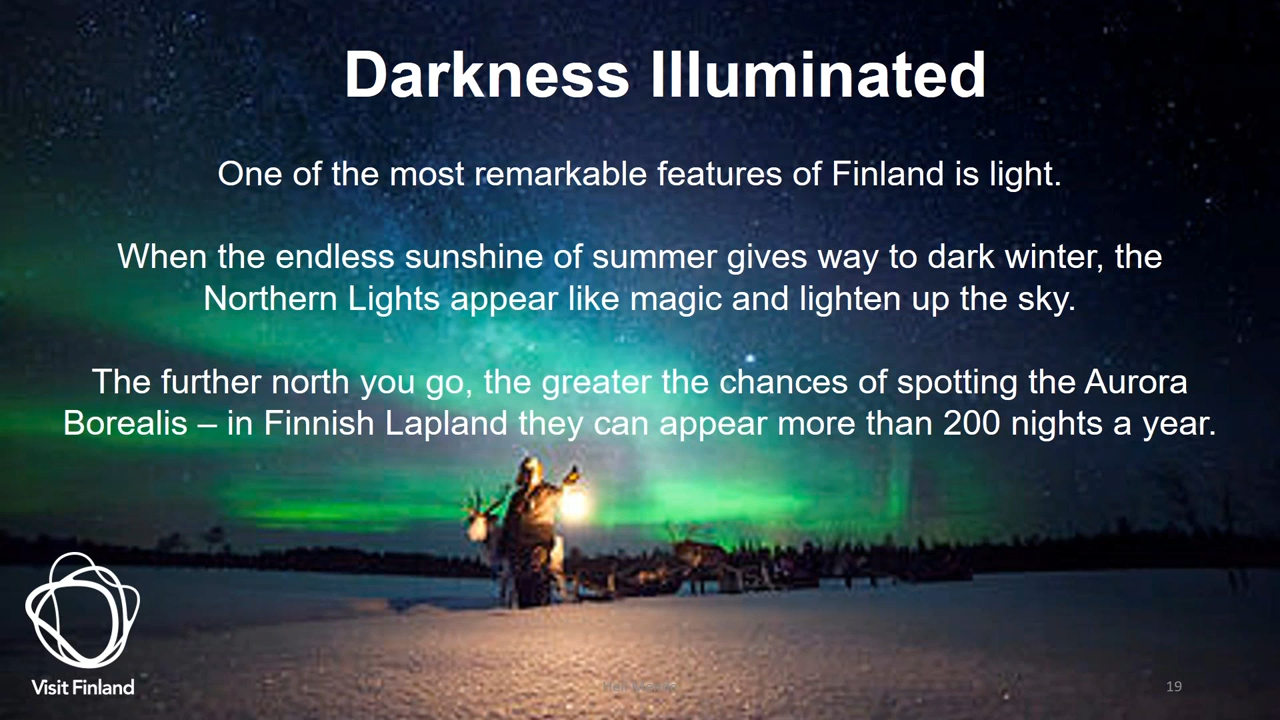 Darkness Illuminated
One of the most remarkable features of Finland is light.
When the endless sunshine of summer gives way to dark winter, the
Northern Lights appear like magic and lighten up the sky.
The further north you go, the greater the chances of spotting the Aurora
Borealis – in Finnish Lapland they can appear more than 200 nights a year.
Visit Finland
19